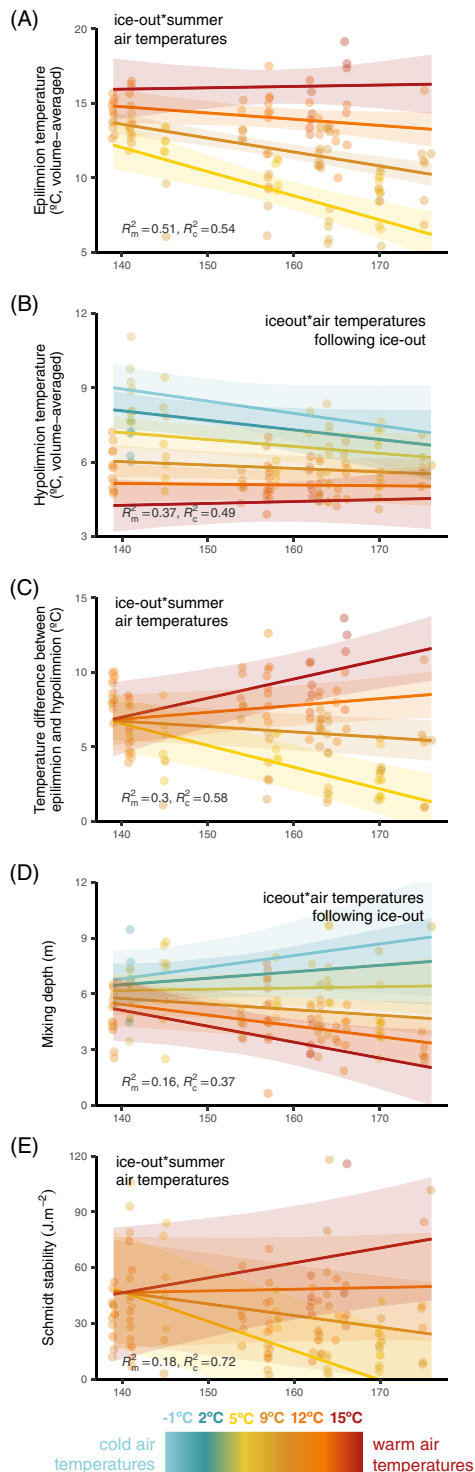 (A)
ice-out*summer
air temperatures
Epilimnion temperature
(ºC, volume−averaged)
20
15
10
5
R²m=0.51, R²c=0.54
140 150 160 170
(B)
iceout*air temperatures
following ice-out
Hypolimnion temperature
(ºC, volume−averaged)
12
9
6
3
R²m=0.37, R²c=0.49
140 150 160 170
(C)
ice-out*summer
air temperatures
Temperature difference between
epilimnion and hypolimnion (ºC)
15
10
5
0
R²m=0.3, R²c=0.58
140 150 160 170
(D)
iceout*air temperatures
following ice-out
Mixing depth (m)
12
9
6
3
0
R²m=0.16, R²c=0.37
140 150 160 170
(E)
ice-out*summer
air temperatures
Schmidt stability (J.m⁻²)
120
90
60
30
0
R²m=0.18, R²c=0.72
140 150 160 170
-1ºC 2ºC 5ºC 9ºC 12ºC 15ºC
cold air
temperatures
warm air
temperatures